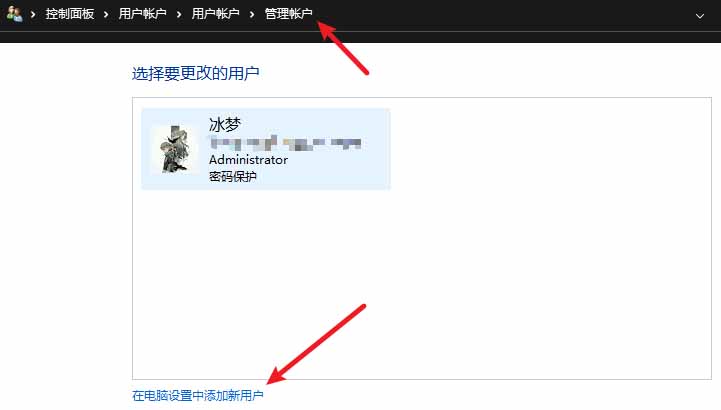 控制面板 › 用户帐户 › 用户帐户 › 管理帐户
选择要更改的用户
冰梦
Administrator
密码保护
在电脑设置中添加新用户